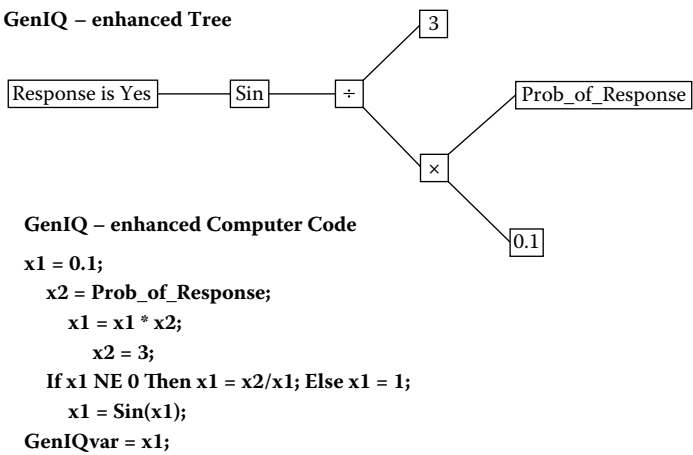 GenIQ – enhanced Tree
3
Response is Yes
Sin
÷
Prob_of_Response
×
0.1
GenIQ – enhanced Computer Code
x1 = 0.1;
x2 = Prob_of_Response;
x1 = x1 * x2;
x2 = 3;
If x1 NE 0 Then x1 = x2/x1; Else x1 = 1;
x1 = Sin(x1);
GenIQvar = x1;